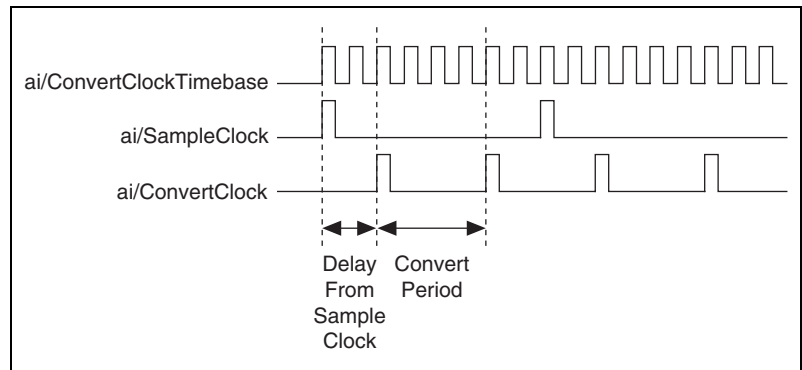 ai/ConvertClockTimebase
ai/SampleClock
ai/ConvertClock
Delay
From
Sample
Clock
Convert
Period